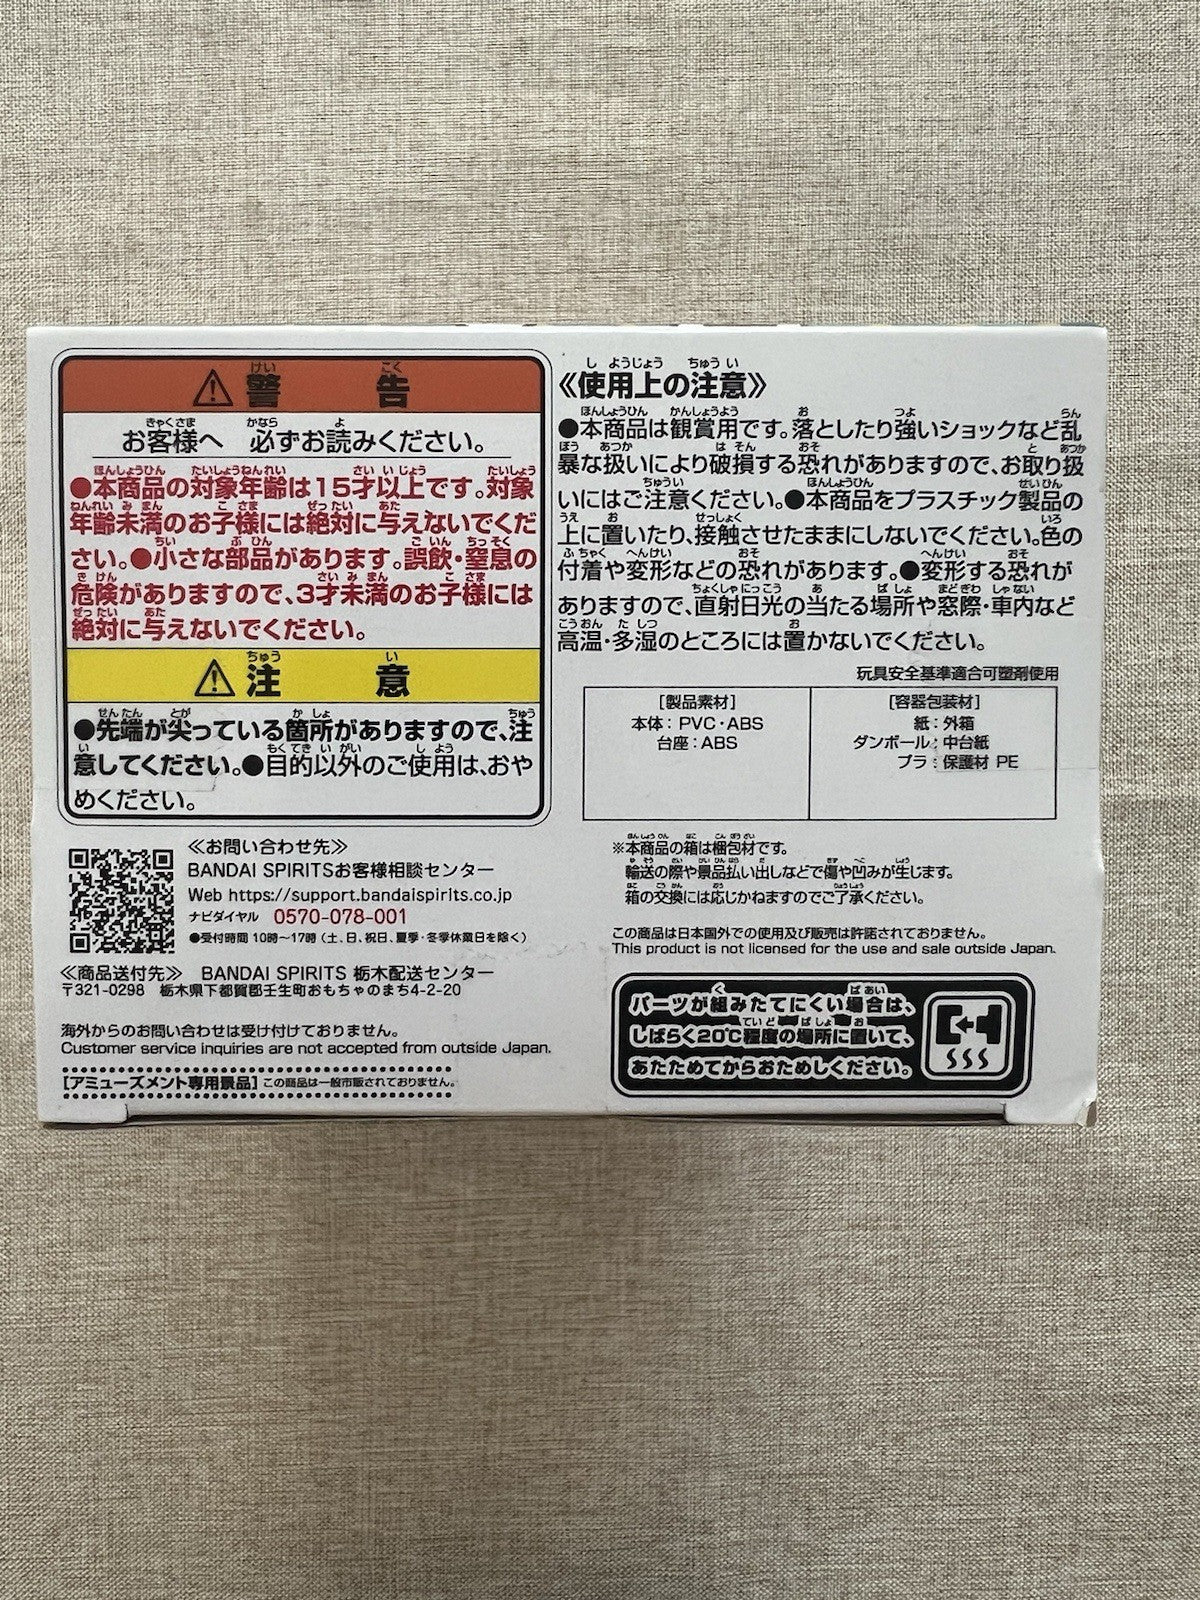 ⚠警告
お客様へ 必ずお読みください。
●本商品の対象年齢は15才以上です。対象
年齢未満のお子様には絶対に与えないでくだ
さい。●小さな部品があります。誤飲・窒息の
危険がありますので、3才未満のお子様には
絶対に与えないでください。
⚠注意
●先端が尖っている箇所がありますので、注
意してください。●目的以外のご使用は、おや
めください。
≪お問い合わせ先≫
BANDAI SPIRITSお客様相談センター
Web https://support.bandaispirits.co.jp
ナビダイヤル 0570-078-001
●受付時間 10時〜17時(土、日、祝日、夏季・冬季休業日を除く)
≪商品送付先≫ BANDAI SPIRITS 栃木配送センター
〒321-0298 栃木県下都賀郡壬生町おもちゃのまち4-2-20
海外からのお問い合わせは受け付けておりません。
Customer service inquiries are not accepted from outside Japan.
[アミューズメント専用景品] この商品は一般市販されておりません。
≪使用上の注意≫
●本商品は観賞用です。落としたり強いショックなど乱
暴な扱いにより破損する恐れがありますので、お取り扱
いにはご注意ください。●本商品をプラスチック製品の
上に置いたり、接触させたままにしないでください。色の
付着や変形などの恐れがあります。●変形する恐れが
ありますので、直射日光の当たる場所や窓際・車内など
高温・多湿のところには置かないでください。
玩具安全基準適合可塑剤使用
[製品素材]
本体：PVC・ABS
台座：ABS
[容器包装材]
紙：外箱
ダンボール：中台紙
プラ：保護材 PE
※本商品の箱は梱包材です。
輸送の際や景品払い出しなどで傷や凹みが生じます。
箱の交換には応じかねますのでご了承ください。
この商品は日本国外での使用及び販売は許諾されておりません。
This product is not licensed for the use and sale outside Japan.
パーツが組みたてにくい場合は、
しばらく20℃程度の場所に置いて、
あたためてからおためしください。